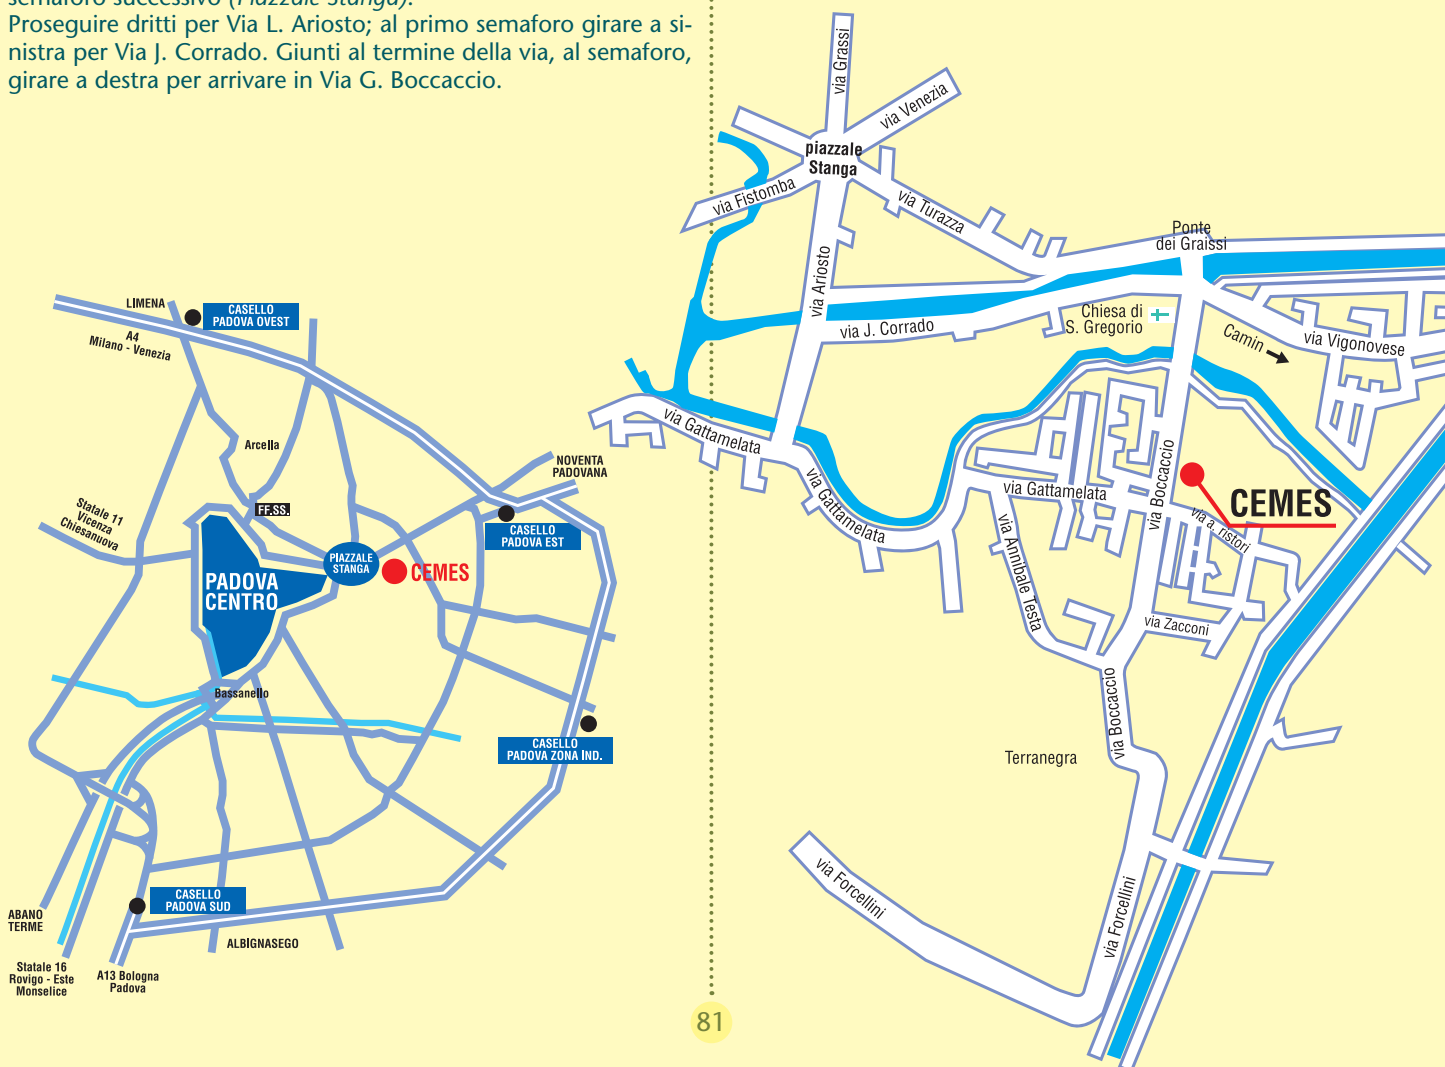 semaforo successivo (Piazzale Stanga).
Proseguire dritti per Via L. Ariosto; al primo semaforo girare a si-
nistra per Via J. Corrado. Giunti al termine della via, al semaforo,
girare a destra per arrivare in Via G. Boccaccio.
LIMENA
CASELLO
PADOVA OVEST
A4
Milano - Venezia
Arcella
NOVENTA
PADOVANA
Statale 11
Vicenza
Chiesanuova
FF.SS.
CASELLO
PADOVA EST
PIAZZALE
STANGA
CEMES
PADOVA
CENTRO
Bassanello
CASELLO
PADOVA ZONA IND.
CASELLO
PADOVA SUD
ABANO
TERME
ALBIGNASEGO
Statale 16
Rovigo - Este
Monselice
A13 Bologna
Padova
via Grassi
via Venezia
piazzale
Stanga
via Fistomba
via Turazza
Ponte
dei Graissi
via Ariosto
via J. Corrado
Chiesa di
S. Gregorio
Camin
via Vigonovese
via Gattamelata
via Gattamelata
via Gattamelata
via Boccaccio
CEMES
via a. ristori
via Annibale Testa
via Zacconi
via Boccaccio
Terranegra
via Forcellini
via Forcellini
81